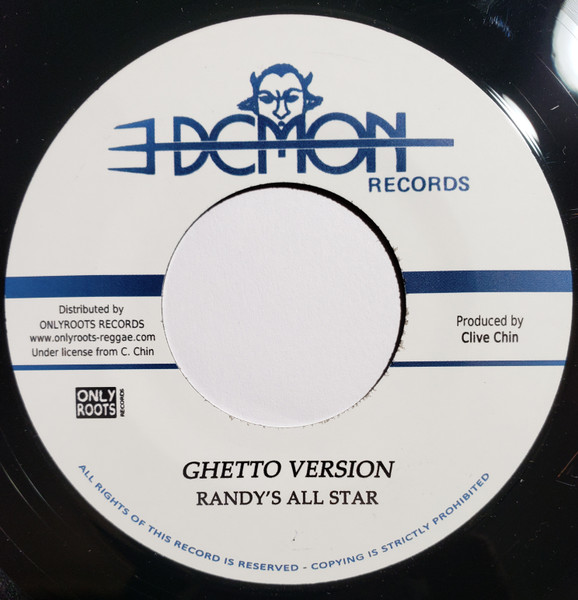 DEMON
RECORDS
Distributed by
ONLYROOTS RECORDS
www.onlyroots-reggae.com
Under license from C. Chin
Produced by
Clive Chin
ONLY
ROOTS
RECORDS
GHETTO VERSION
RANDY'S ALL STAR
ALL RIGHTS OF THIS RECORD IS RESERVED - COPYING IS STRICTLY PROHIBITED